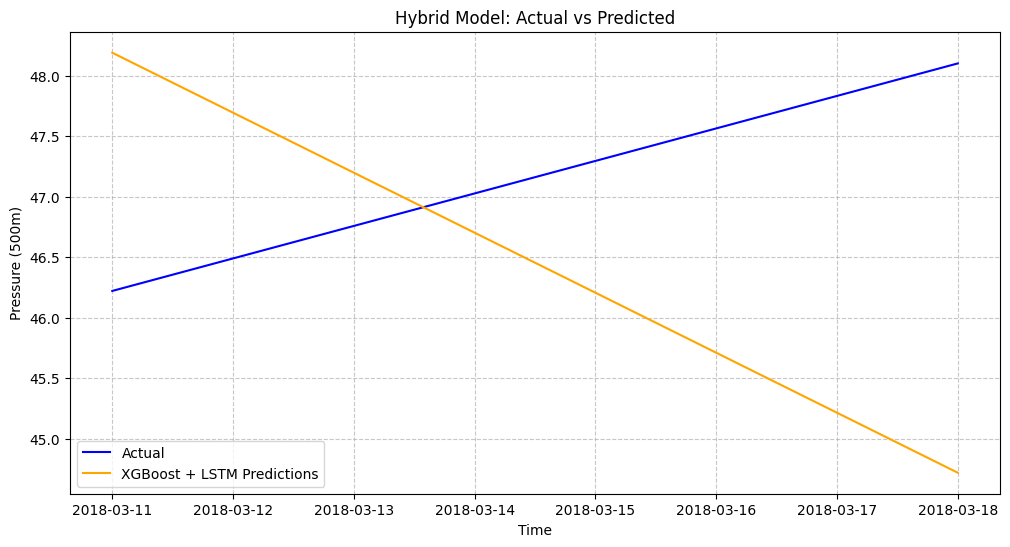 Hybrid Model: Actual vs Predicted
Pressure (500m)
48.0
47.5
47.0
46.5
46.0
45.5
45.0
Actual
XGBoost + LSTM Predictions
2018-03-11 2018-03-12 2018-03-13 2018-03-14 2018-03-15 2018-03-16 2018-03-17 2018-03-18
Time